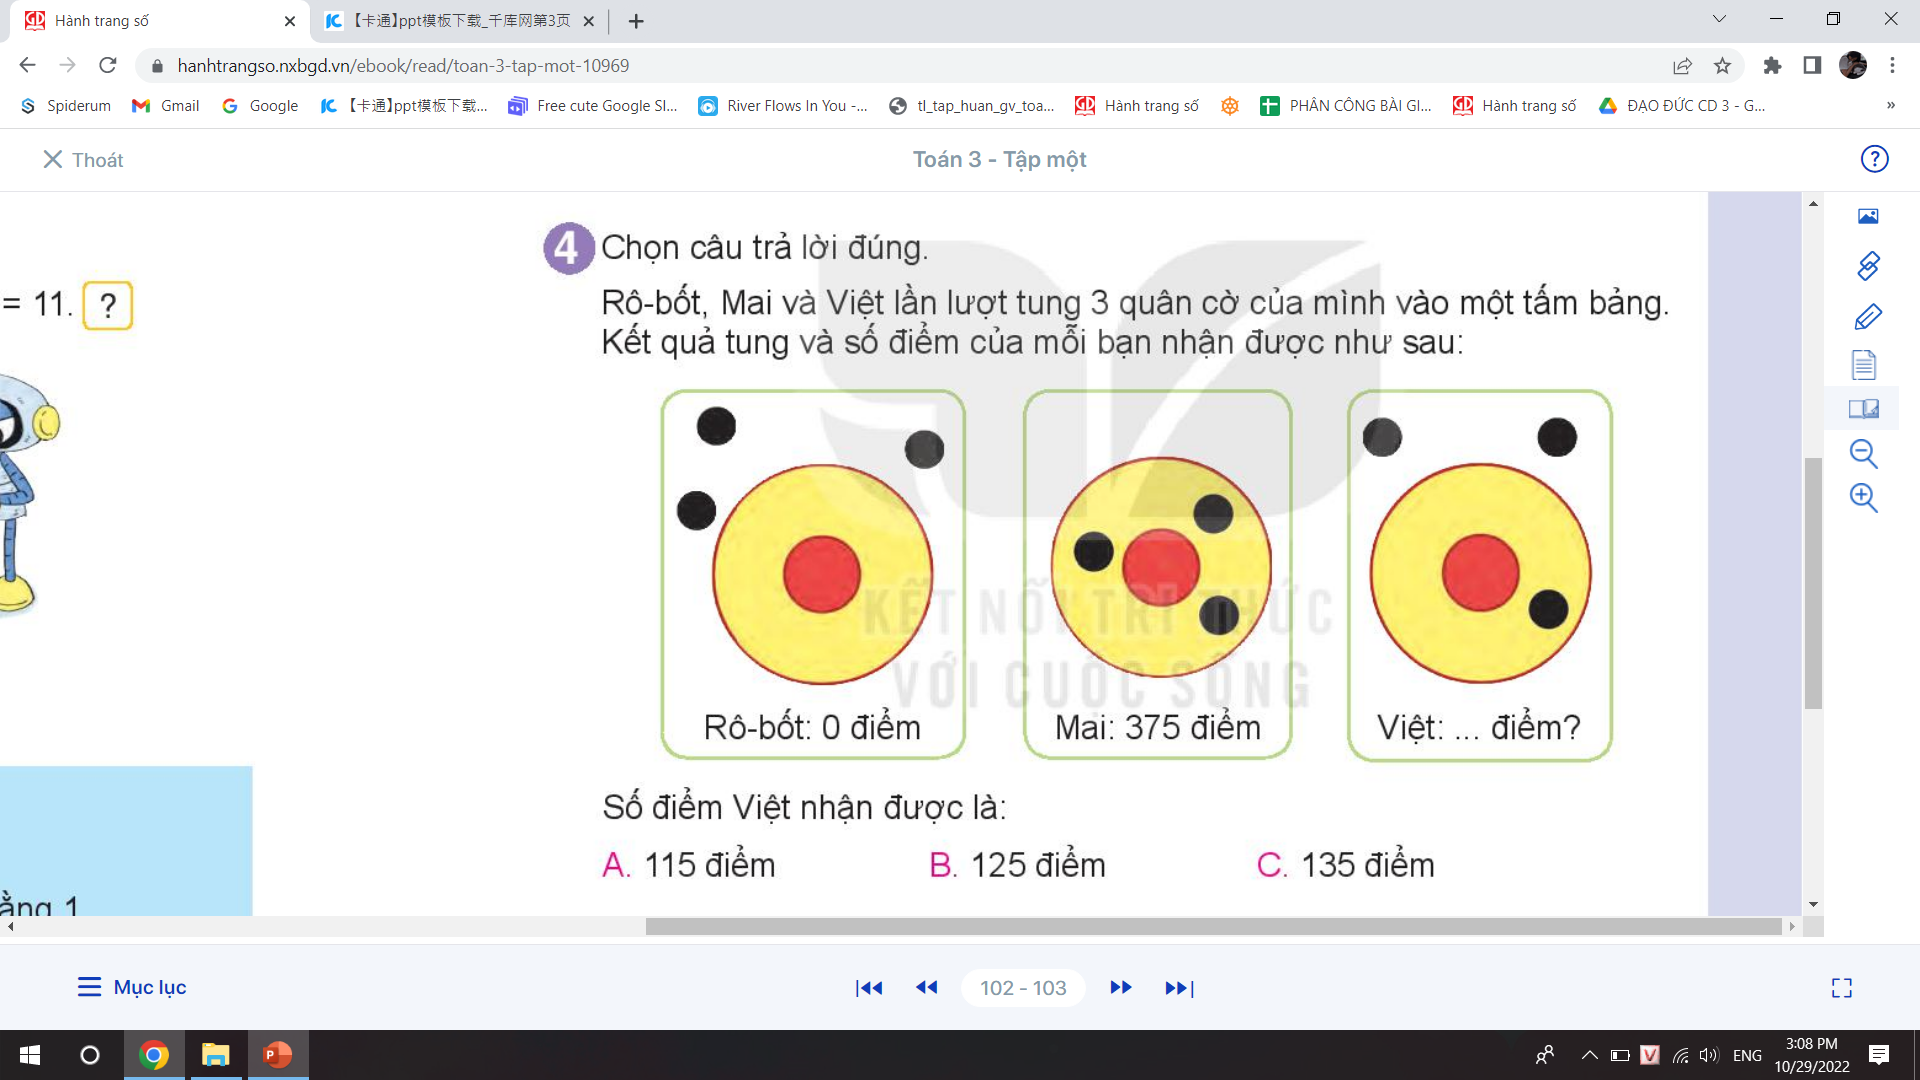 Hành trang số
【卡通】ppt模板下载_千库网第3页
hanhtrangso.nxbgd.vn/ebook/read/toan-3-tap-mot-10969
Spiderum
Gmail
Google
【卡通】ppt模板下载...
Free cute Google Sl...
River Flows In You -...
tl_tap_huan_gv_toa...
Hành trang số
PHÂN CÔNG BÀI GI...
Hành trang số
ĐẠO ĐỨC CD 3 - G...
»
Thoát
Toán 3 - Tập một
?
= 11. ?
4 Chọn câu trả lời đúng.
Rô-bốt, Mai và Việt lần lượt tung 3 quân cờ của mình vào một tấm bảng.
Kết quả tung và số điểm của mỗi bạn nhận được như sau:
KẾT NỐI TRI THỨC
VỚI CUỘC SỐNG
Rô-bốt: 0 điểm
Mai: 375 điểm
Việt: ... điểm?
Số điểm Việt nhận được là:
A. 115 điểm
B. 125 điểm
C. 135 điểm
ằng 1
Mục lục
102 - 103
ENG
3:08 PM
10/29/2022